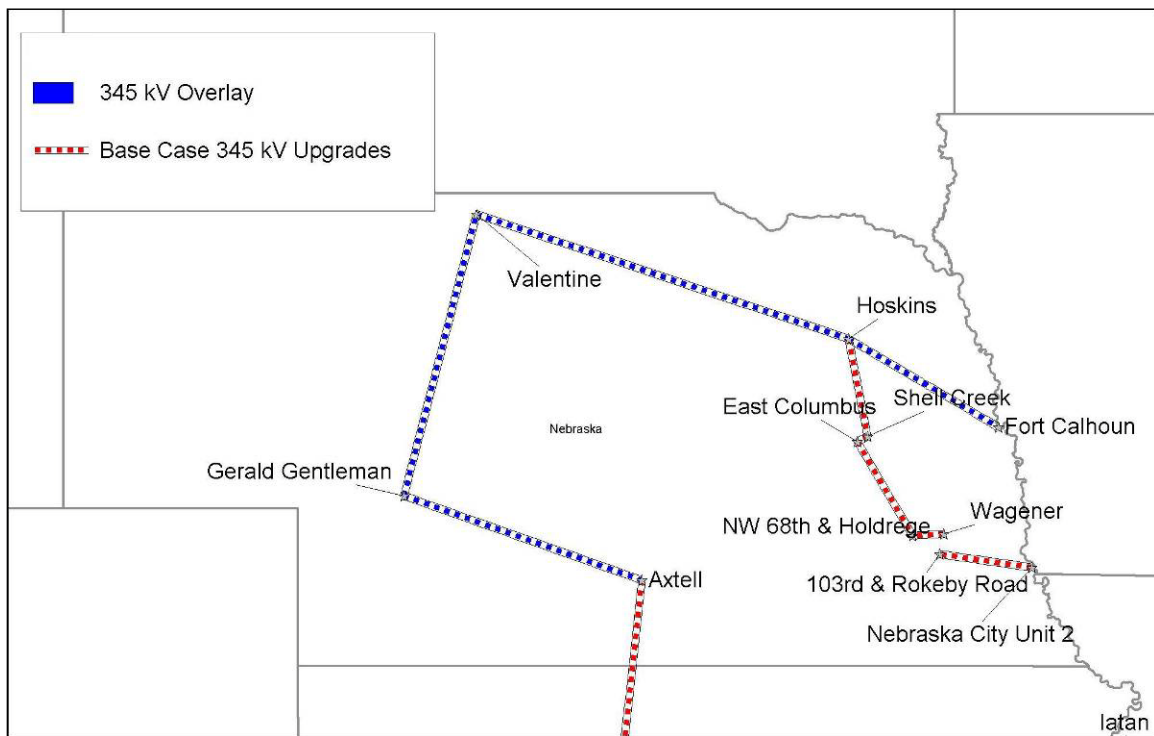 345 kV Overlay
Base Case 345 kV Upgrades
Valentine
Hoskins
East Columbus
Shell Creek
Nebraska
Fort Calhoun
Gerald Gentleman
NW 68th & Holdrege
Wagener
Axtell
103rd & Rokeby Road
Nebraska City Unit 2
Iatan